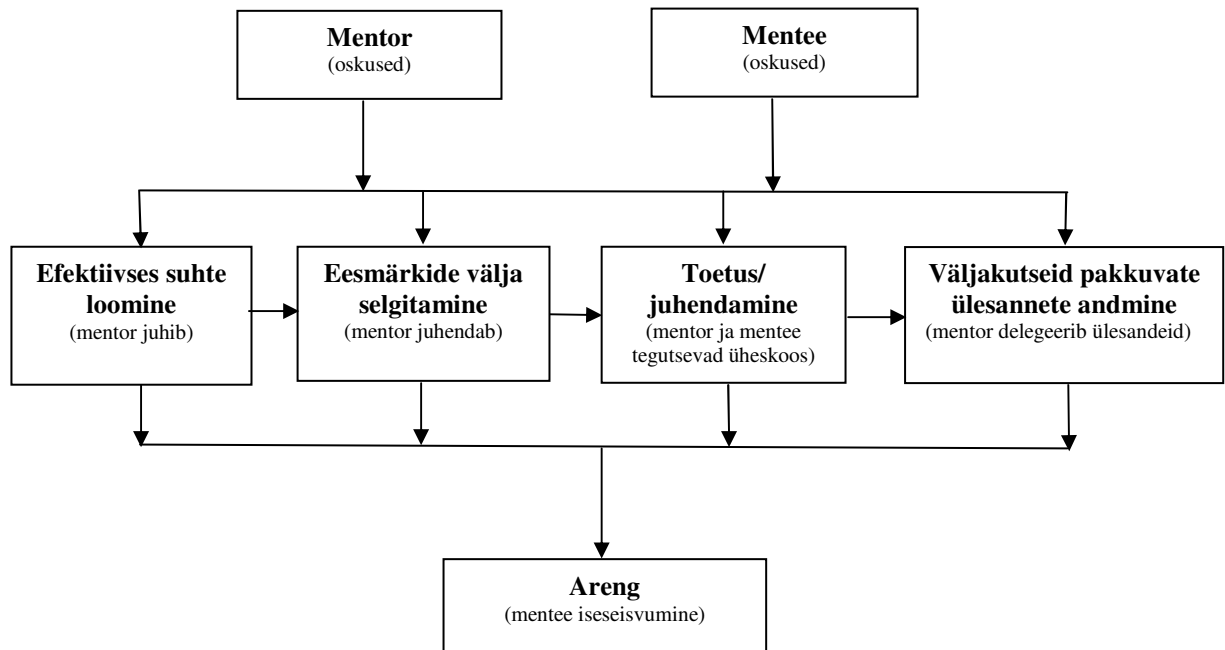 Mentor
(oskused)
Mentee
(oskused)
Efektiivses suhte
loomine
(mentor juhib)
Eesmärkide välja
selgitamine
(mentor juhendab)
Toetus/
juhendamine
(mentor ja mentee
tegutsevad üheskoos)
Väljakutseid pakkuvate
ülesannete andmine
(mentor delegeerib ülesandeid)
Areng
(mentee iseseisvumine)